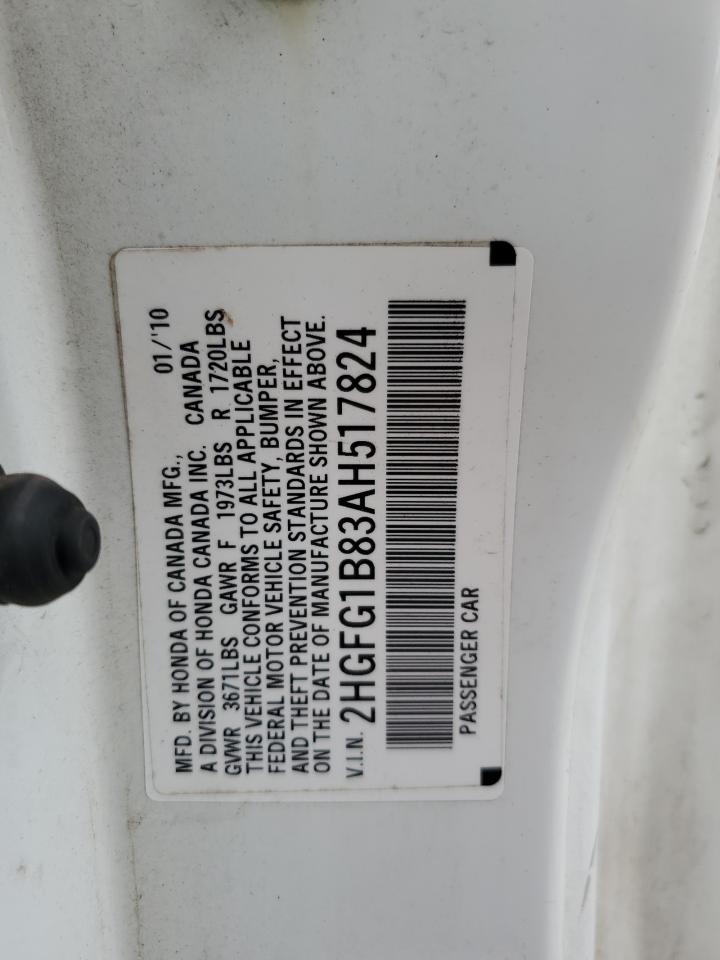 MFD. BY HONDA OF CANADA MFG., 01/'10
A DIVISION OF HONDA CANADA INC. CANADA
GVWR 3671LBS GAWR F 1973LBS R 1720LBS
THIS VEHICLE CONFORMS TO ALL APPLICABLE
FEDERAL MOTOR VEHICLE SAFETY, BUMPER,
AND THEFT PREVENTION STANDARDS IN EFFECT
ON THE DATE OF MANUFACTURE SHOWN ABOVE.
V.I.N. 2HGFG1B83AH517824
PASSENGER CAR